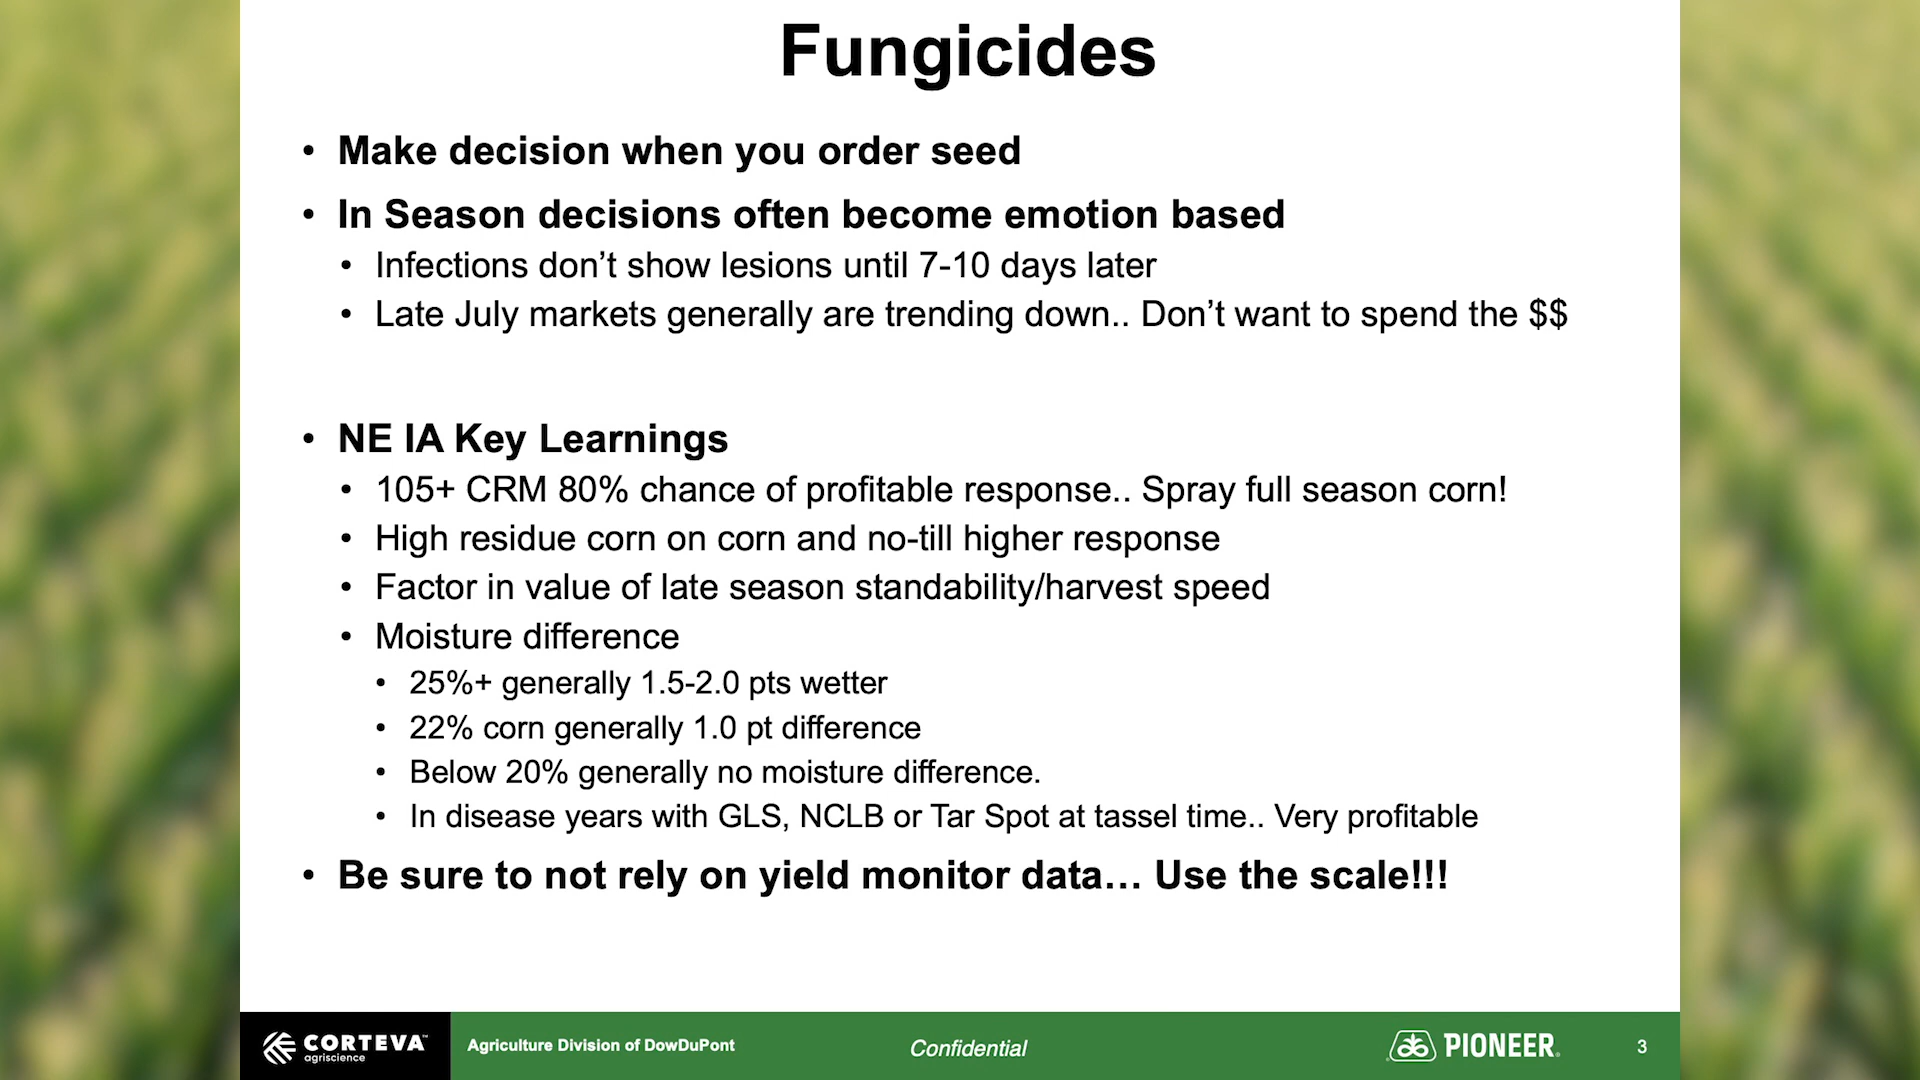 Fungicides
• Make decision when you order seed
• In Season decisions often become emotion based
• Infections don’t show lesions until 7-10 days later
• Late July markets generally are trending down.. Don’t want to spend the $$
• NE IA Key Learnings
• 105+ CRM 80% chance of profitable response.. Spray full season corn!
• High residue corn on corn and no-till higher response
• Factor in value of late season standability/harvest speed
• Moisture difference
• 25%+ generally 1.5-2.0 pts wetter
• 22% corn generally 1.0 pt difference
• Below 20% generally no moisture difference.
• In disease years with GLS, NCLB or Tar Spot at tassel time.. Very profitable
• Be sure to not rely on yield monitor data… Use the scale!!!
CORTEVA™
agriscience
Agriculture Division of DowDuPont
Confidential
PIONEER®
3